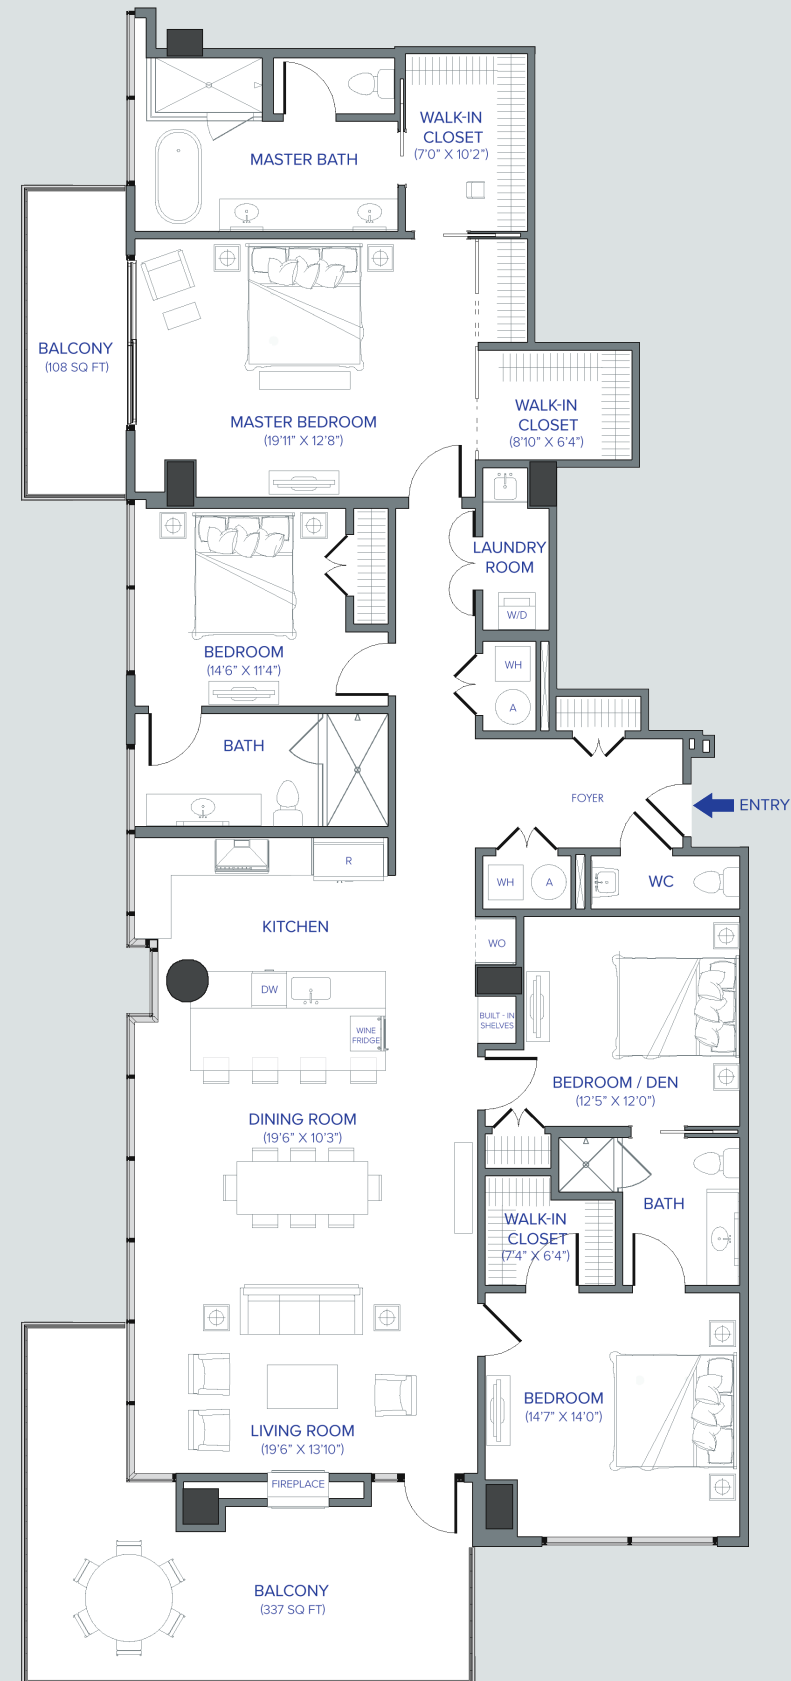 WALK-IN
CLOSET
(7'0" X 10'2")
MASTER BATH
BALCONY
(108 SQ FT)
MASTER BEDROOM
(19'11" X 12'8")
WALK-IN
CLOSET
(8'10" X 6'4")
LAUNDRY
ROOM
W/D
BEDROOM
(14'6" X 11'4")
WH
A
BATH
FOYER
ENTRY
R
WH
A
WC
KITCHEN
WO
DW
BUILT - IN
SHELVES
WINE
FRIDGE
BEDROOM / DEN
(12'5" X 12'0")
DINING ROOM
(19'6" X 10'3")
BATH
WALK-IN
CLOSET
(7'4" X 6'4")
BEDROOM
(14'7" X 14'0")
LIVING ROOM
(19'6" X 13'10")
FIREPLACE
BALCONY
(337 SQ FT)